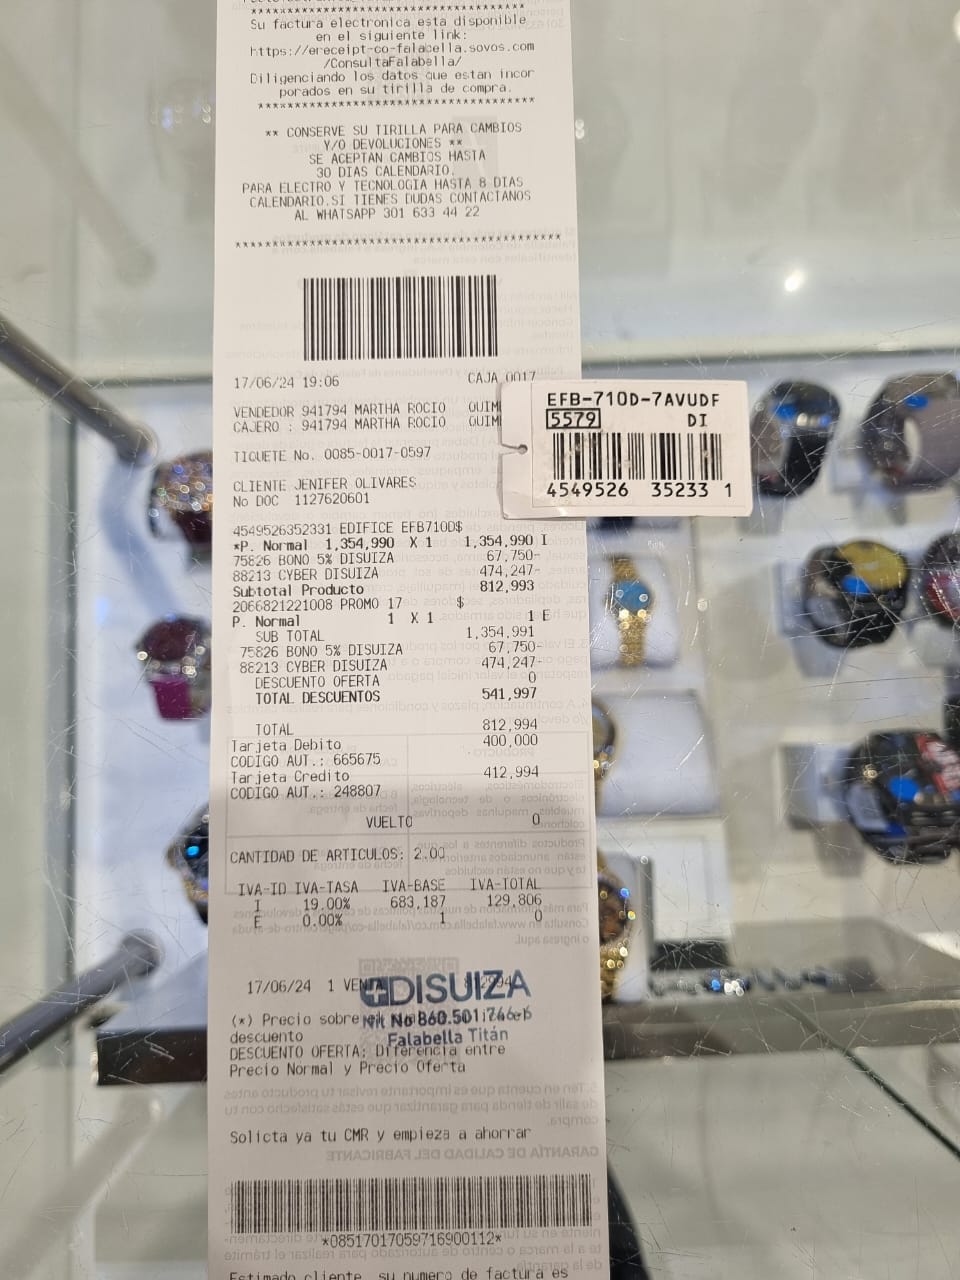 *********************************
Su factura electronica esta disponible
en el siguiente link:
https://ereceipt-co-falabella.sovos.com
/ConsultaFalabella/
Diligenciando los datos que estan incor
porados en su tirilla de compra.
*********************************
** CONSERVE SU TIRILLA PARA CAMBIOS
Y/O DEVOLUCIONES **
SE ACEPTAN CAMBIOS HASTA
30 DIAS CALENDARIO.
PARA ELECTRO Y TECNOLOGIA HASTA 8 DIAS
CALENDARIO.SI TIENES DUDAS CONTACTANOS
AL WHATSAPP 301 633 44 22
***************************************
17/06/24 19:06 CAJA 0017
VENDEDOR 941794 MARTHA ROCIO
CAJERO : 941794 MARTHA ROCIO
TIQUETE No. 0085-0017-0597
CLIENTE JENIFER OLIVARES
No DOC 1127620601
EFB-710D-7AVUDF
5579 DI
4549526 35233 1
4549526352331 EDIFICE EFB710D$
*P. Normal 1,354,990 X 1 1,354,990 I
75826 BONO 5% DISUIZA 67,750-
88213 CYBER DISUIZA 474,247-
Subtotal Producto 812,993
2066821221008 PROMO 17 $
P. Normal 1 X 1 1 E
SUB TOTAL 1,354,991
75826 BONO 5% DISUIZA 67,750-
88213 CYBER DISUIZA 474,247-
DESCUENTO OFERTA 0
TOTAL DESCUENTOS 541,997
TOTAL 812,994
Tarjeta Debito 400,000
CODIGO AUT.: 665675
Tarjeta Credito 412,994
CODIGO AUT.: 248807
VUELTO 0
CANTIDAD DE ARTICULOS: 2.00
IVA-ID IVA-TASA IVA-BASE IVA-TOTAL
I 19.00% 683,187 129,806
E 0.00% 1 0
17/06/24 1 VENTA
DISUIZA
Nit No 860.501.746-6
Falabella Titán
(*) Precio sobre el
descuento
DESCUENTO OFERTA: Diferencia entre
Precio Normal y Precio Oferta
Solicta ya tu CMR y empieza a ahorrar
*08517017059716900112*
Estimado cliente, su numero de factura es